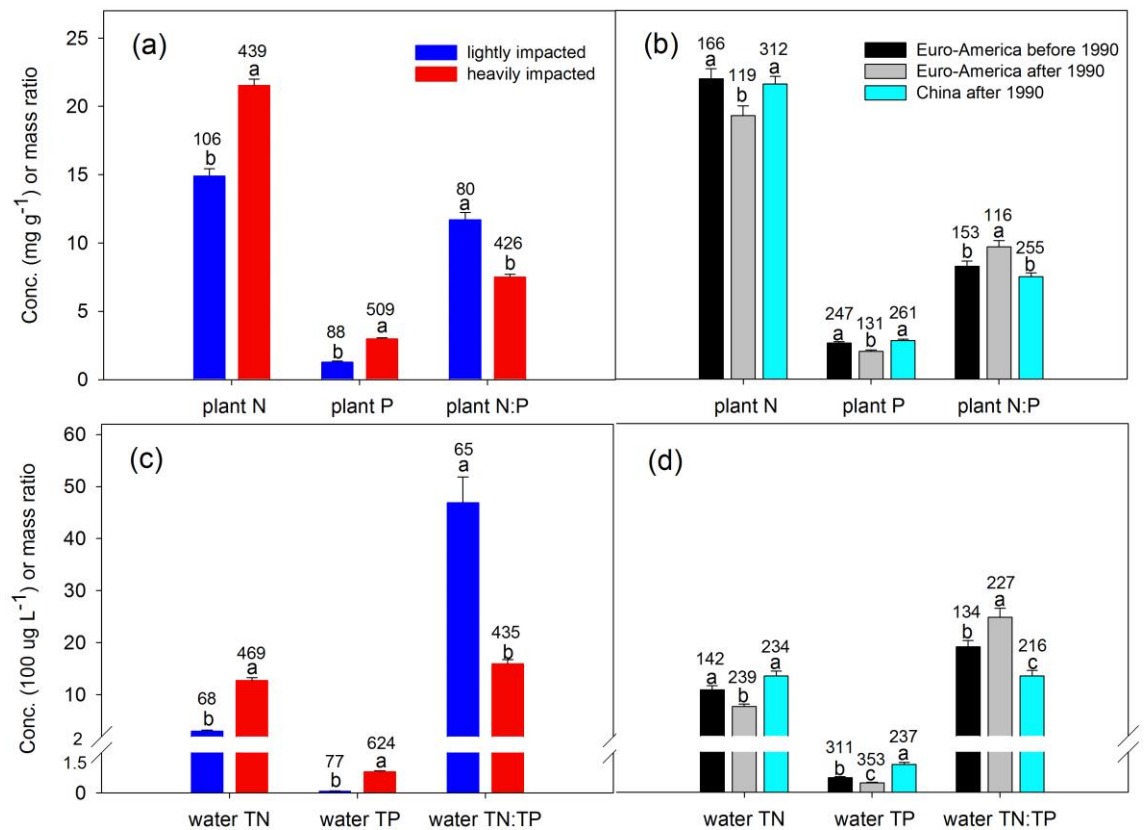 (a)
lightly impacted
heavily impacted
Conc. (mg g⁻¹) or mass ratio
25
20
15
10
5
0
106
b
439
a
88
b
509
a
80
a
426
b
plant N
plant P
plant N:P
(b)
Euro-America before 1990
Euro-America after 1990
China after 1990
166
a
119
b
312
a
247
a
131
b
261
a
153
b
116
a
255
b
plant N
plant P
plant N:P
(c)
Conc. (100 ug L⁻¹) or mass ratio
60
50
40
30
20
10
2
1.5
0
68
b
469
a
77
b
624
a
65
a
435
b
water TN
water TP
water TN:TP
(d)
142
a
239
b
234
a
311
b
353
c
237
a
134
b
227
a
216
c
water TN
water TP
water TN:TP